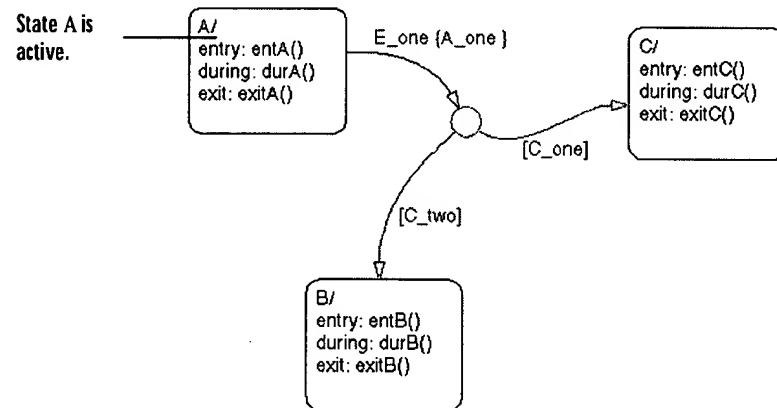 State A is
active.
A/
entry: entA()
during: durA()
exit: exitA()
E_one {A_one }
C/
entry: entC()
during: durC()
exit: exitC()
[C_one]
[C_two]
B/
entry: entB()
during: durB()
exit: exitB()